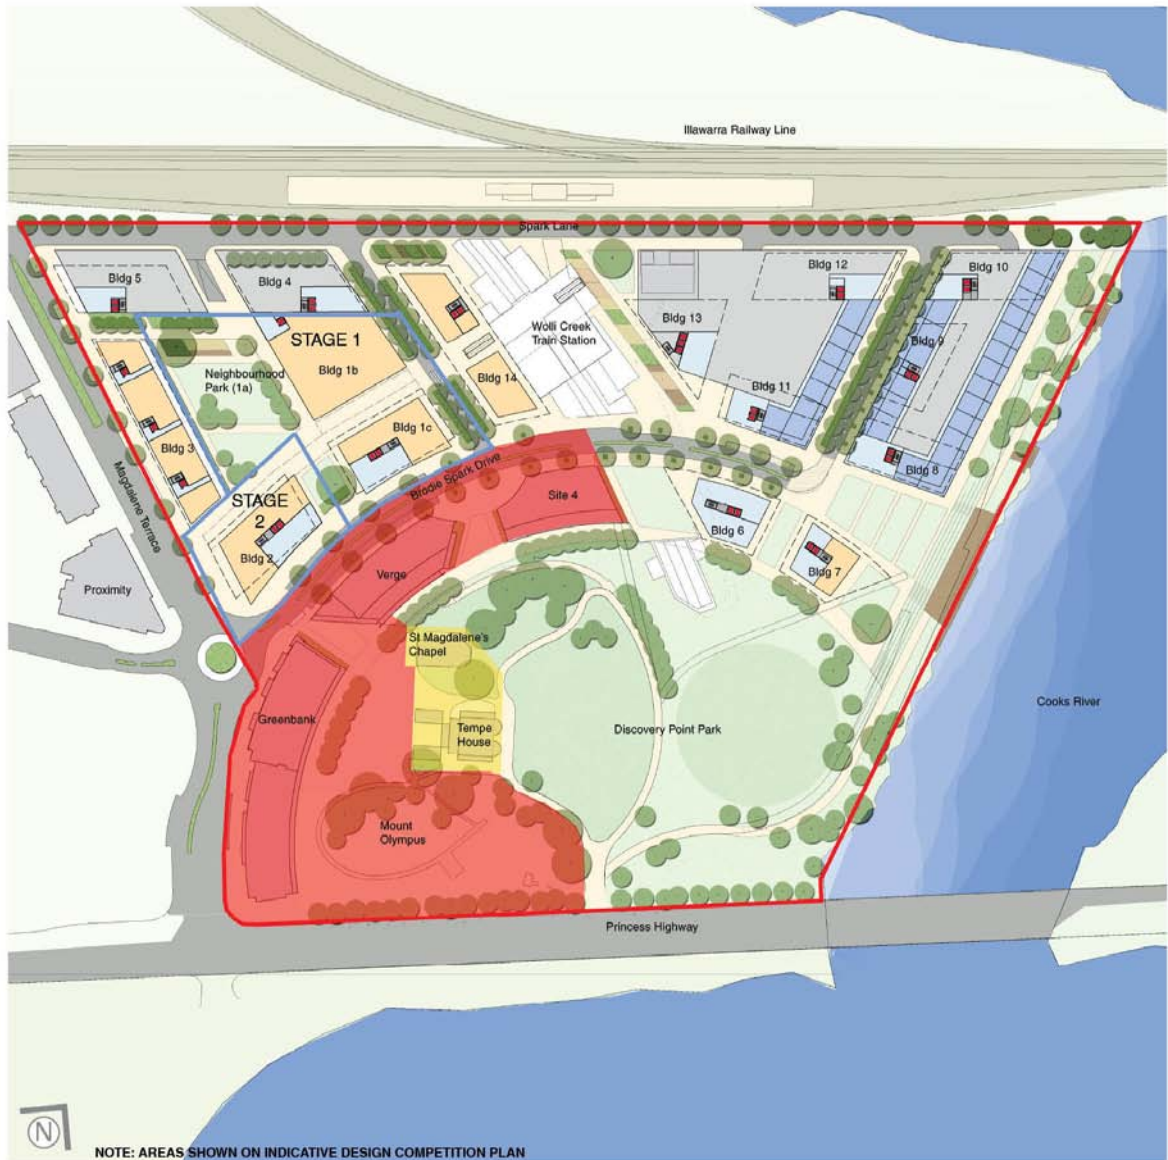 Illawarra Railway Line
Spark Lane
Bldg 5
Bldg 4
Bldg 12
Bldg 10
STAGE 1
Bldg 1b
Wolli Creek
Train Station
Bldg 13
Bldg 9
Neighbourhood
Park (1a)
Bldg 14
Bldg 11
Bldg 1c
Bldg 3
Bldg 8
Magdalene Terrace
Brodie Spark Drive
STAGE
2
Site 4
Bldg 6
Bldg 2
Bldg 7
Verge
Proximity
St Magdalene's
Chapel
Cooks River
Greenbank
Tempe
House
Discovery Point Park
Mount
Olympus
Princess Highway
N
NOTE: AREAS SHOWN ON INDICATIVE DESIGN COMPETITION PLAN